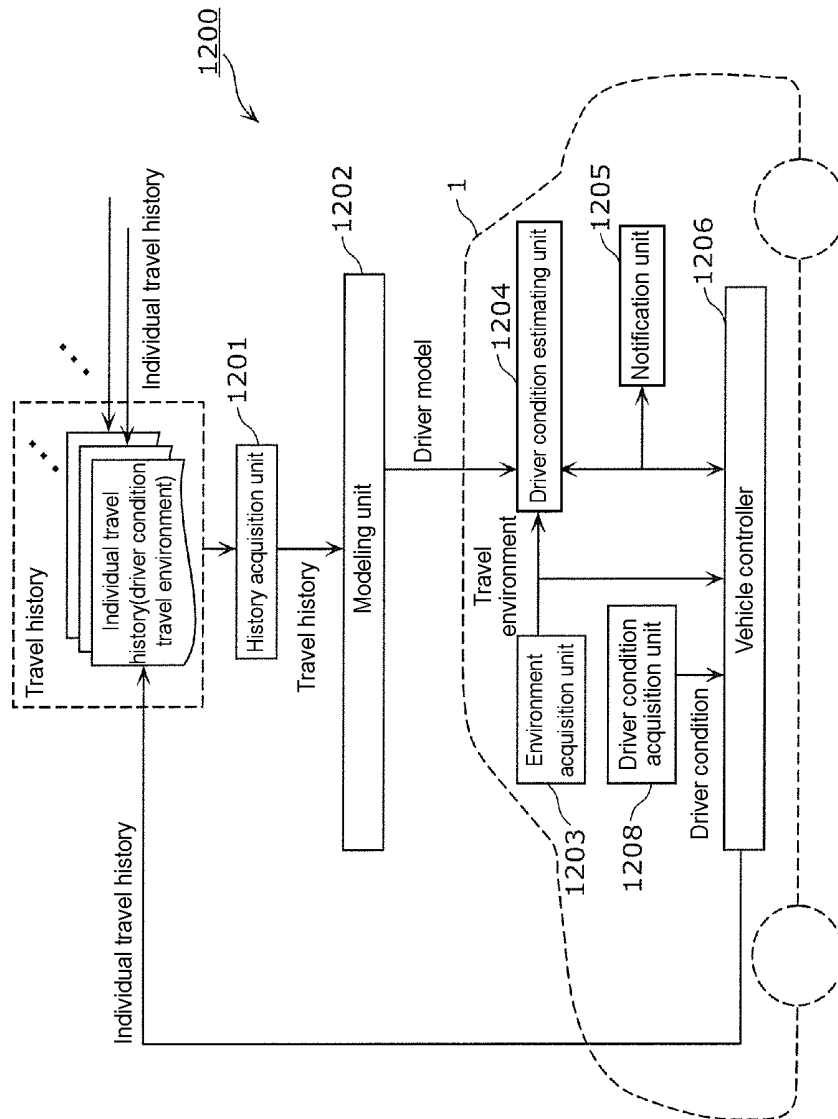 1200
Travel history
Individual travel
history(driver condition
travel environment)
Individual travel history
Individual travel history
1201
History acquisition unit
Travel history
1202
Modeling unit
Driver model
1
Travel
environment
1203
Environment
acquisition unit
1204
Driver condition estimating unit
1205
Notification unit
1208
Driver condition
acquisition unit
Driver condition
1206
Vehicle controller